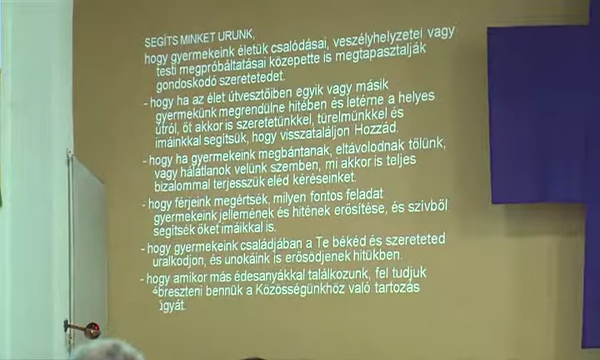 SEGÍTS MINKET URUNK,
hogy gyermekeink életük csalódásai, veszélyhelyzetei vagy
testi megpróbáltatásai közepette is megtapasztalják
gondoskodó szeretetedet.
- hogy ha az élet útvesztőiben egyik vagy másik
gyermekünk megrendülne hitében és letérne a helyes
útról, őt akkor is szeretetünkkel, türelmünkkel és
imáinkkal segítsük, hogy visszataláljon Hozzád.
- hogy ha gyermekeink megbántanak, eltávolodnak tőlünk,
vagy hálátlanok velünk szemben, mi akkor is teljes
bizalommal terjesszük eléd kéréseinket.
- hogy férjeink megértsék, milyen fontos feladat
gyermekeink jellemének és hitének erősítése, és szívből
segítsék őket imáikkal is.
- hogy gyermekeink családjában a Te békéd és szereteted
uralkodjon, és unokáink is erősödjenek hitükben.
- hogy amikor más édesanyákkal találkozunk, fel tudjuk
ébreszteni bennük a Közösségünkhöz való tartozás
vágyát.